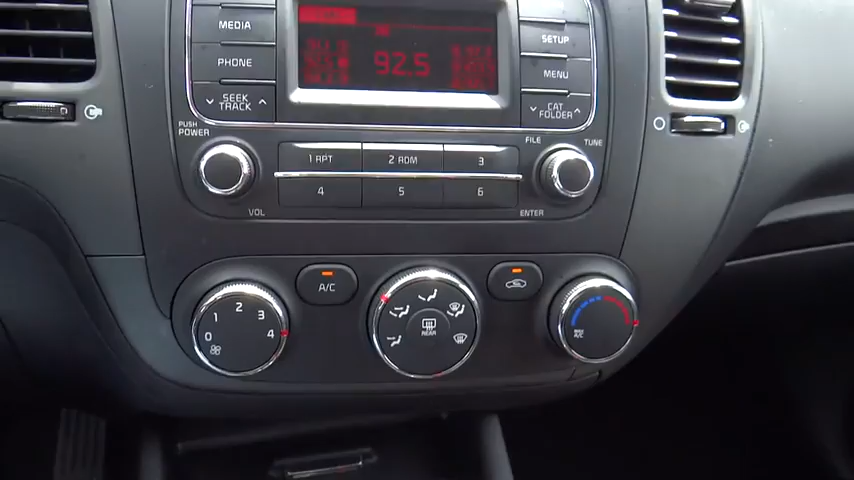 MEDIA
PHONE
SEEK
TRACK
92.5
SETUP
MENU
CAT
FOLDER
PUSH
POWER
VOL
1 RPT
2 RDM
3
4
5
6
FILE
TUNE
ENTER
0
1
2
3
4
A/C
REAR
MAX
A/C